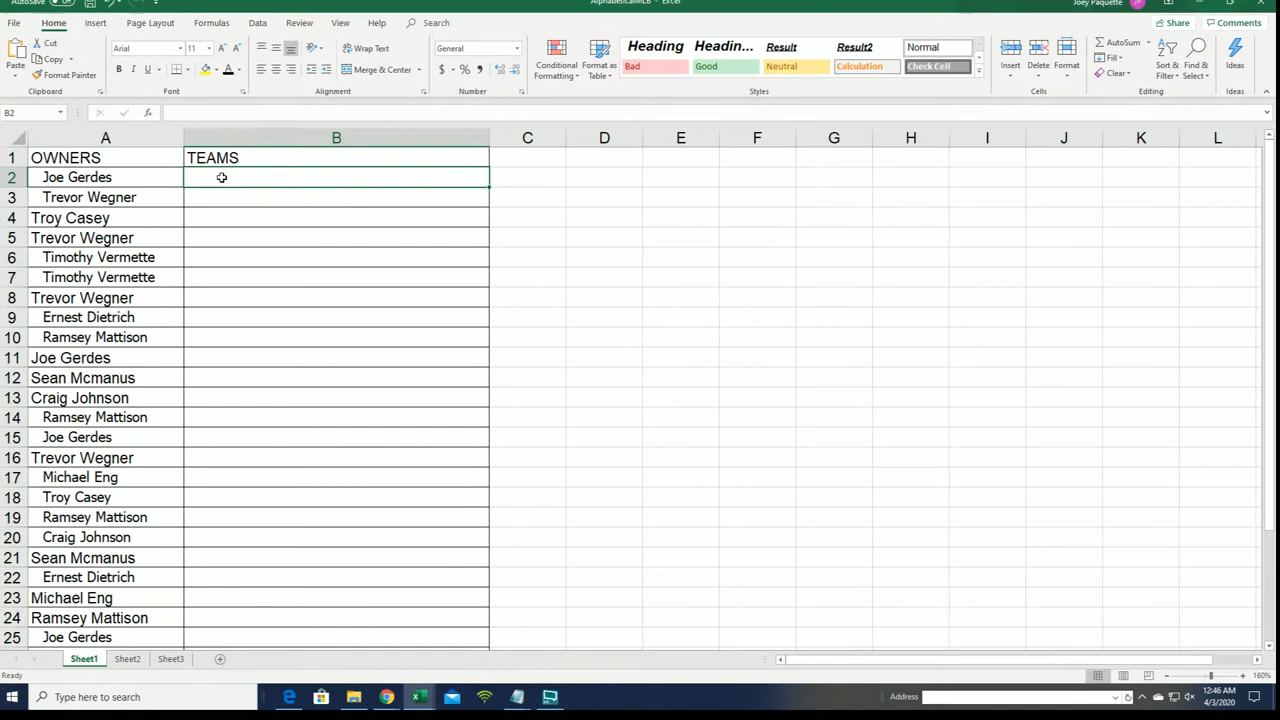 AutoSave Off AlphabeticalMLB - Excel Joey Paquette JP
File Home Insert Page Layout Formulas Data Review View Help Search Share Comments
Paste Cut Copy Format Painter Clipboard
Arial 11 A A B I U A Font
Wrap Text Merge & Center Alignment
General $ % 9 Number
Conditional Formatting Format as Table
Heading Headin... Result Result2 Normal
Bad Good Neutral Calculation Check Cell
Styles
Insert Delete Format Cells
AutoSum Fill Clear Sort & Filter Find & Select Editing
Ideas Ideas
B2 fx
A B C D E F G H I J K L
1 OWNERS TEAMS
2 Joe Gerdes
3 Trevor Wegner
4 Troy Casey
5 Trevor Wegner
6 Timothy Vermette
7 Timothy Vermette
8 Trevor Wegner
9 Ernest Dietrich
10 Ramsey Mattison
11 Joe Gerdes
12 Sean Mcmanus
13 Craig Johnson
14 Ramsey Mattison
15 Joe Gerdes
16 Trevor Wegner
17 Michael Eng
18 Troy Casey
19 Ramsey Mattison
20 Craig Johnson
21 Sean Mcmanus
22 Ernest Dietrich
23 Michael Eng
24 Ramsey Mattison
25 Joe Gerdes
Sheet1 Sheet2 Sheet3
Ready 160%
Type here to search Address 12:46 AM
4/3/2020